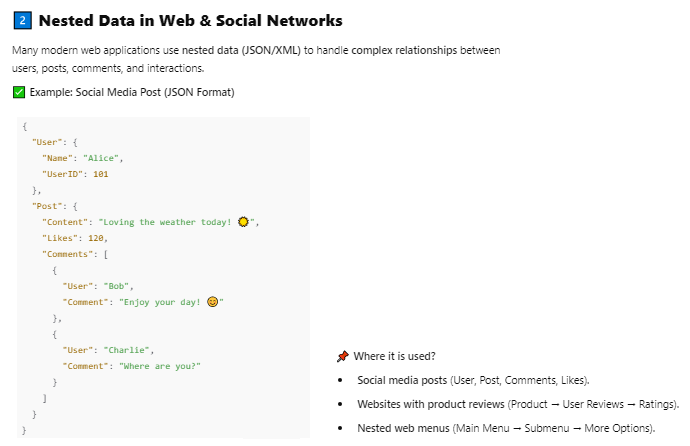 2️⃣ Nested Data in Web & Social Networks
Many modern web applications use nested data (JSON/XML) to handle complex relationships between
users, posts, comments, and interactions.
✅ Example: Social Media Post (JSON Format)
{
  "User": {
    "Name": "Alice",
    "UserID": 101
  },
  "Post": {
    "Content": "Loving the weather today! 🌞",
    "Likes": 120,
    "Comments": [
      {
        "User": "Bob",
        "Comment": "Enjoy your day! 😊"
      },
      {
        "User": "Charlie",
        "Comment": "Where are you?"
      }
    ]
  }
}
📌 Where it is used?
• Social media posts (User, Post, Comments, Likes).
• Websites with product reviews (Product → User Reviews → Ratings).
• Nested web menus (Main Menu → Submenu → More Options).